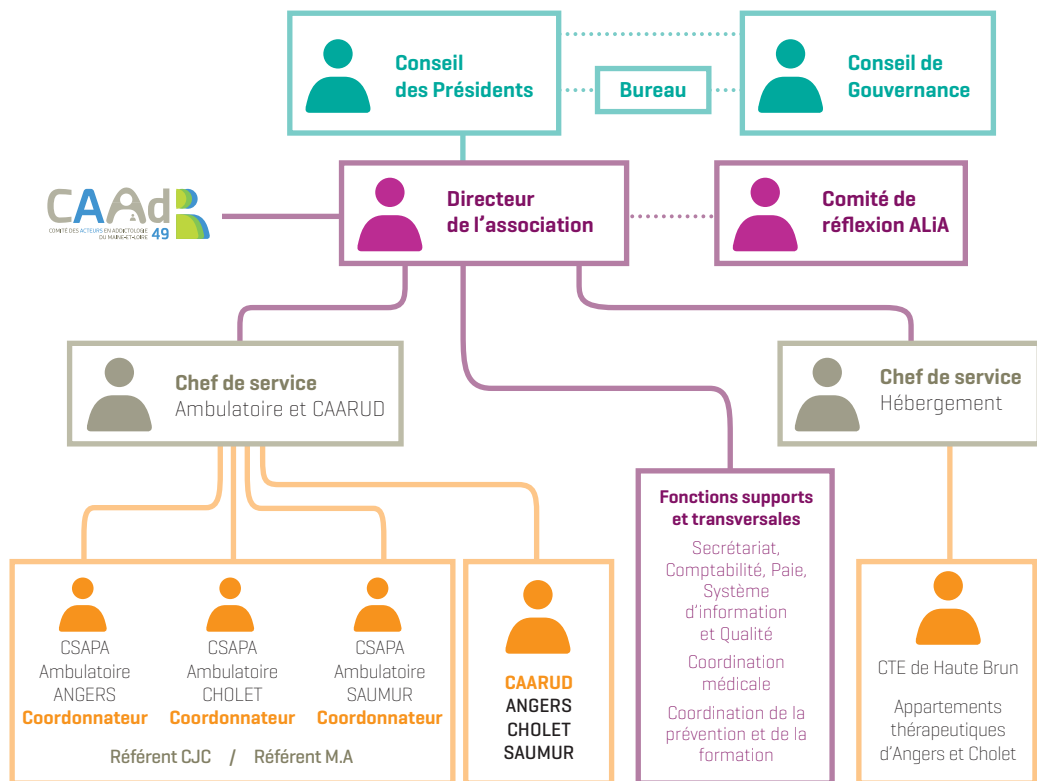 Conseil
des Présidents
Bureau
Conseil de
Gouvernance
CAAd
COMITÉ DES ACTEURS EN ADDICTOLOGIE
DU MAINE-ET-LOIRE 49
Directeur
de l'association
Comité de
réflexion ALiA
Chef de service
Ambulatoire et CAARUD
Chef de service
Hébergement
CSAPA
Ambulatoire
ANGERS
Coordonnateur
CSAPA
Ambulatoire
CHOLET
Coordonnateur
CSAPA
Ambulatoire
SAUMUR
Coordonnateur
Référent CJC / Référent M.A
CAARUD
ANGERS
CHOLET
SAUMUR
Fonctions supports
et transversales
Secrétariat,
Comptabilité, Paie,
Système
d'information
et Qualité
Coordination
médicale
Coordination de la
prévention et de la
formation
CTE de Haute Brun
Appartements
thérapeutiques
d'Angers et Cholet